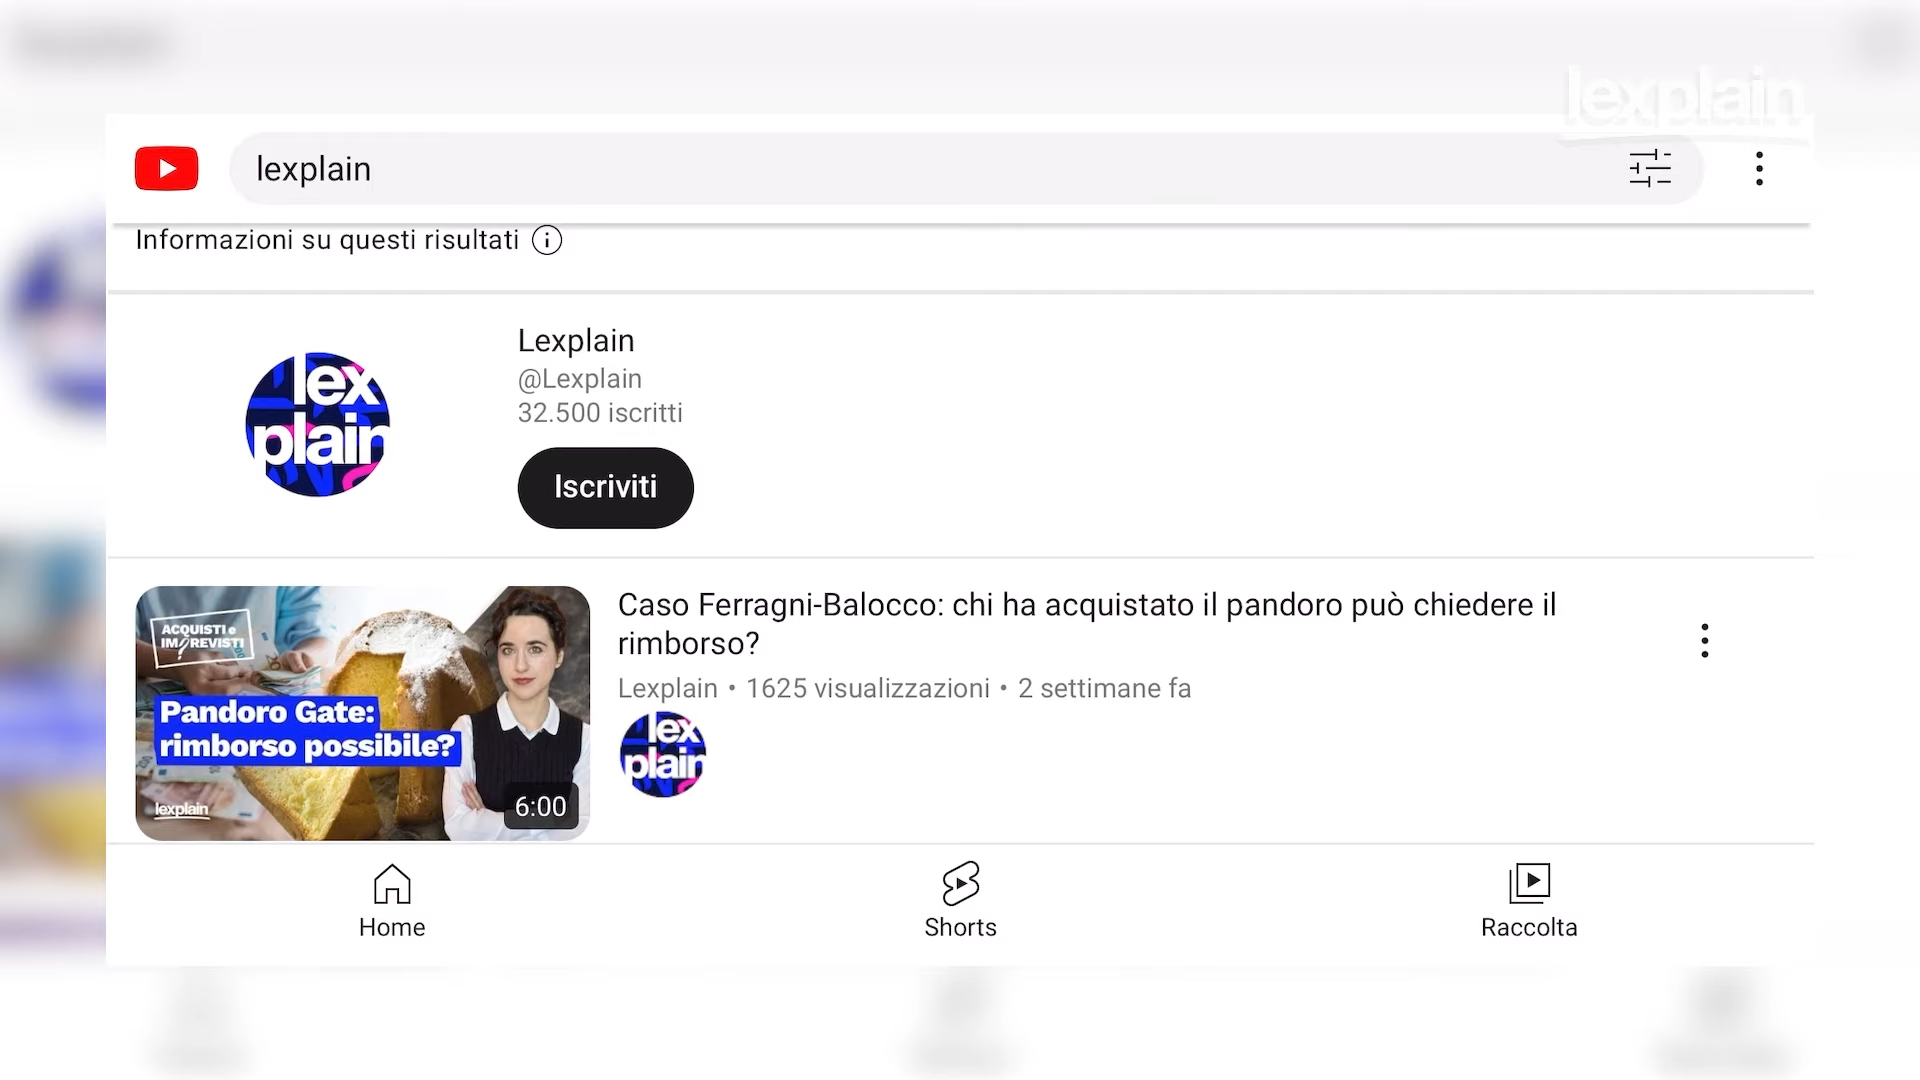 lexplain
lexplain
Informazioni su questi risultati
lex
plain
Lexplain
@Lexplain
32.500 iscritti
Iscriviti
ACQUISTI e
IMPREVISTI
Pandoro Gate:
rimborso possibile?
lexplain
6:00
Caso Ferragni-Balocco: chi ha acquistato il pandoro può chiedere il
rimborso?
Lexplain • 1625 visualizzazioni • 2 settimane fa
lex
plain
Home
Shorts
Raccolta